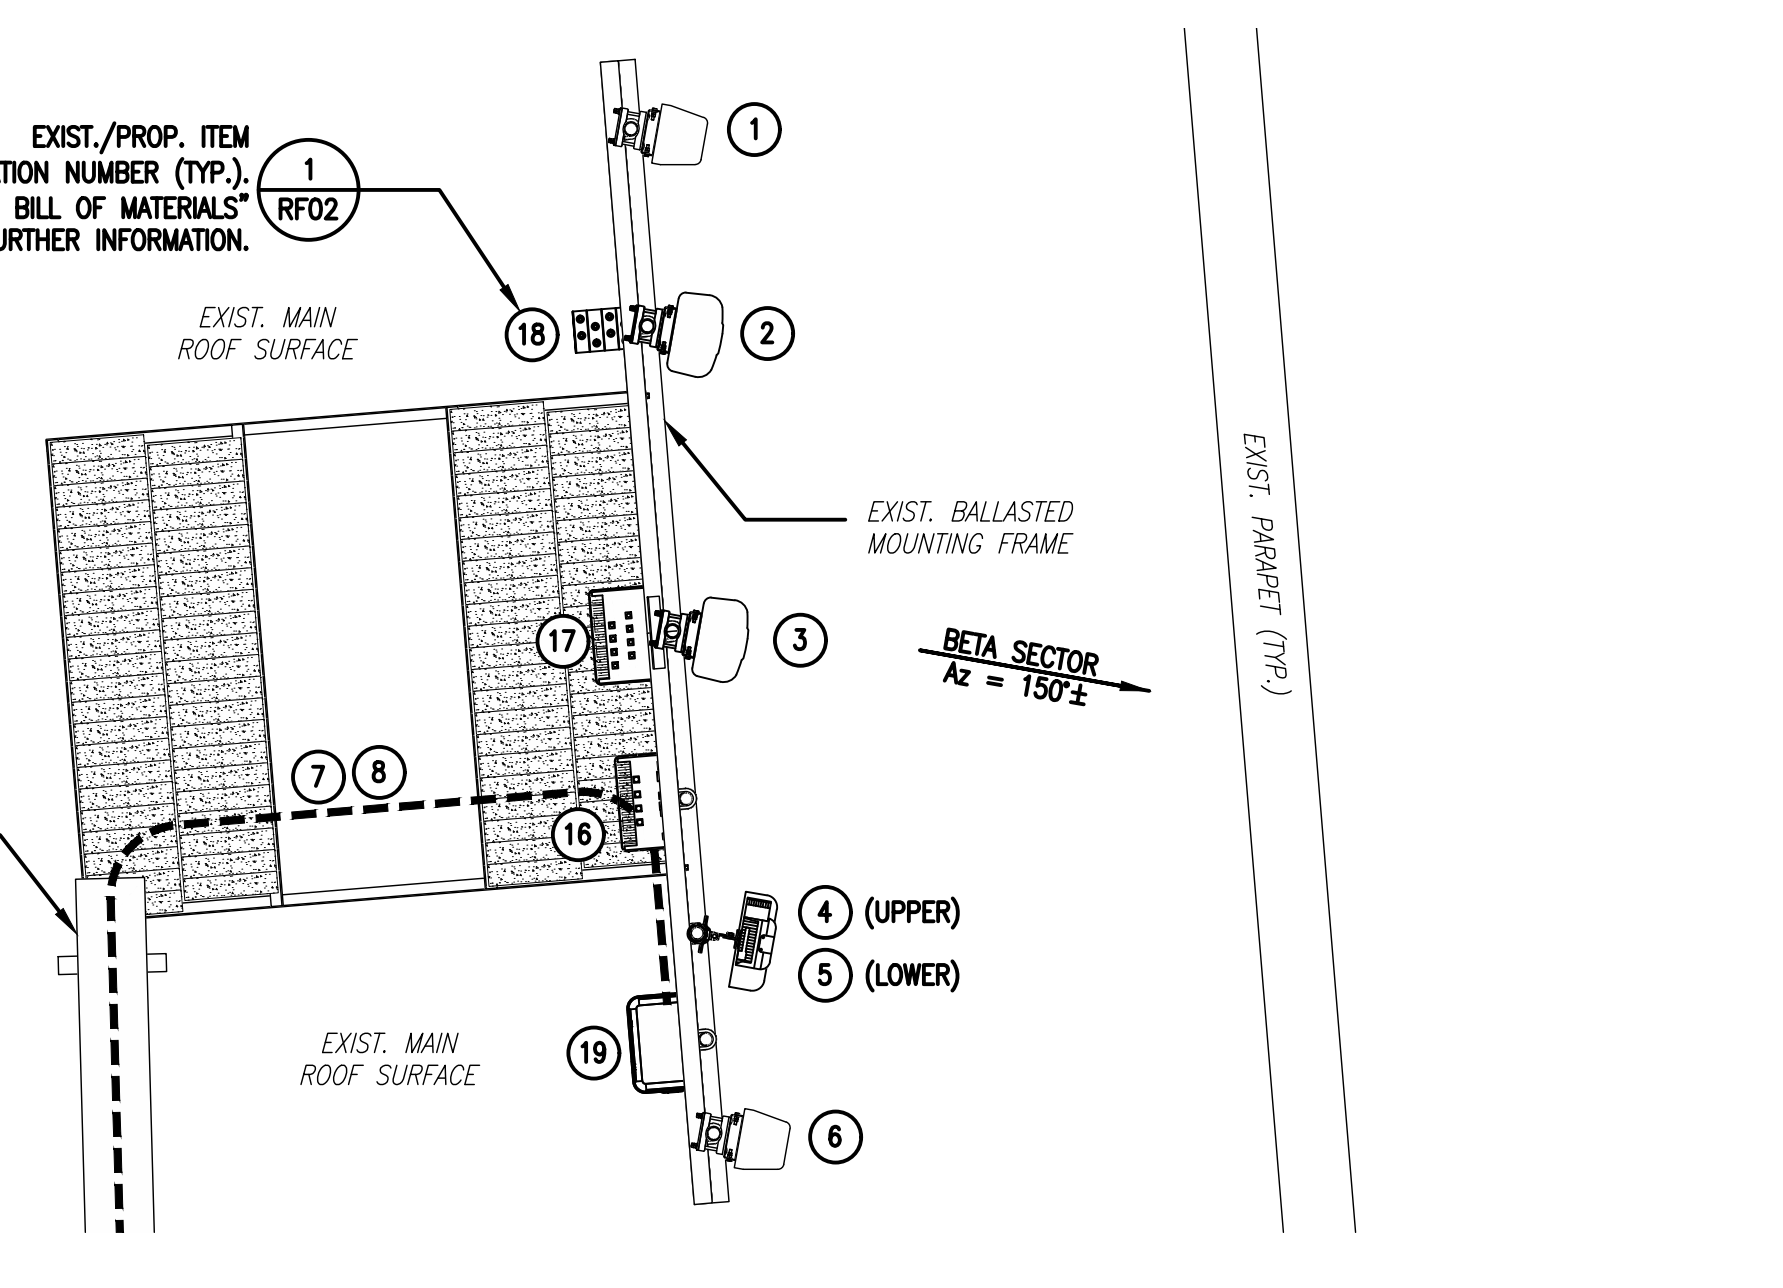 EXIST./PROP. ITEM
NUMBER (TYP.).
BILL OF MATERIALS"
INFORMATION.
1
RF02
EXIST. MAIN
ROOF SURFACE
1
18
2
EXIST. BALLASTED
MOUNTING FRAME
EXIST. PARAPET (TYP.)
17
3
BETA SECTOR
Az = 150°±
7
8
16
4 (UPPER)
5 (LOWER)
EXIST. MAIN
ROOF SURFACE
19
6